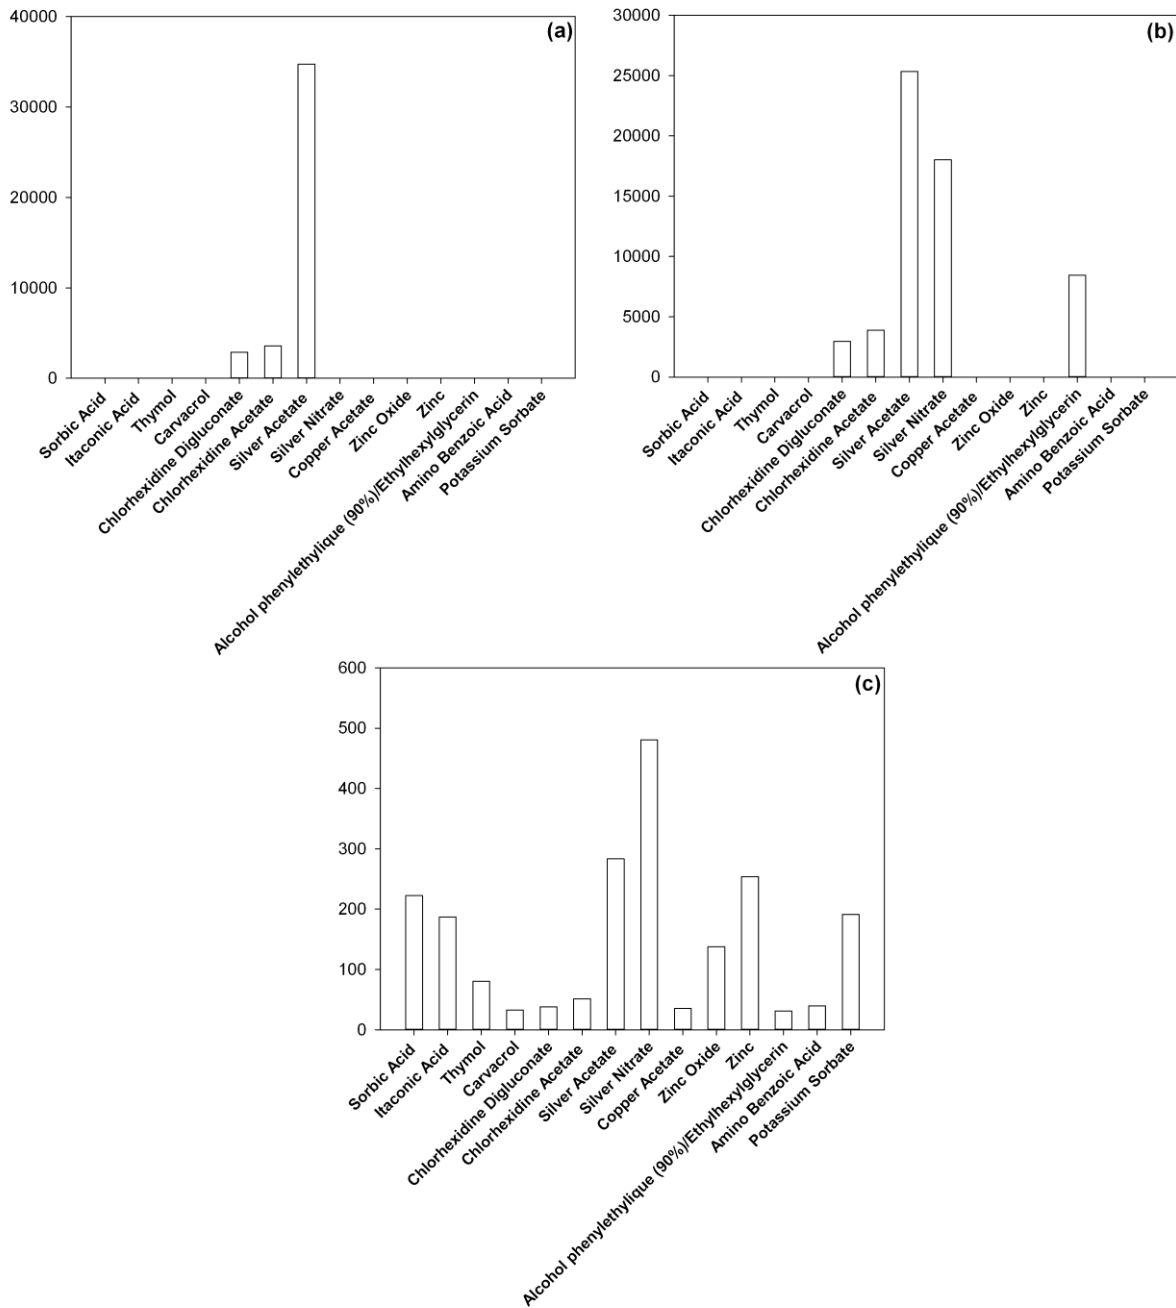 (a)
40000
30000
20000
10000
0
Sorbic Acid
Itaconic Acid
Thymol
Carvacrol
Chlorhexidine Digluconate
Chlorhexidine Acetate
Silver Acetate
Silver Nitrate
Copper Acetate
Zinc Oxide
Zinc
Alcohol phenylethylique (90%)/Ethylhexylglycerin
Amino Benzoic Acid
Potassium Sorbate
(b)
30000
25000
20000
15000
10000
5000
0
Sorbic Acid
Itaconic Acid
Thymol
Carvacrol
Chlorhexidine Digluconate
Chlorhexidine Acetate
Silver Acetate
Silver Nitrate
Copper Acetate
Zinc Oxide
Zinc
Alcohol phenylethylique (90%)/Ethylhexylglycerin
Amino Benzoic Acid
Potassium Sorbate
(c)
600
500
400
300
200
100
0
Sorbic Acid
Itaconic Acid
Thymol
Carvacrol
Chlorhexidine Digluconate
Chlorhexidine Acetate
Silver Acetate
Silver Nitrate
Copper Acetate
Zinc Oxide
Zinc
Alcohol phenylethylique (90%)/Ethylhexylglycerin
Amino Benzoic Acid
Potassium Sorbate